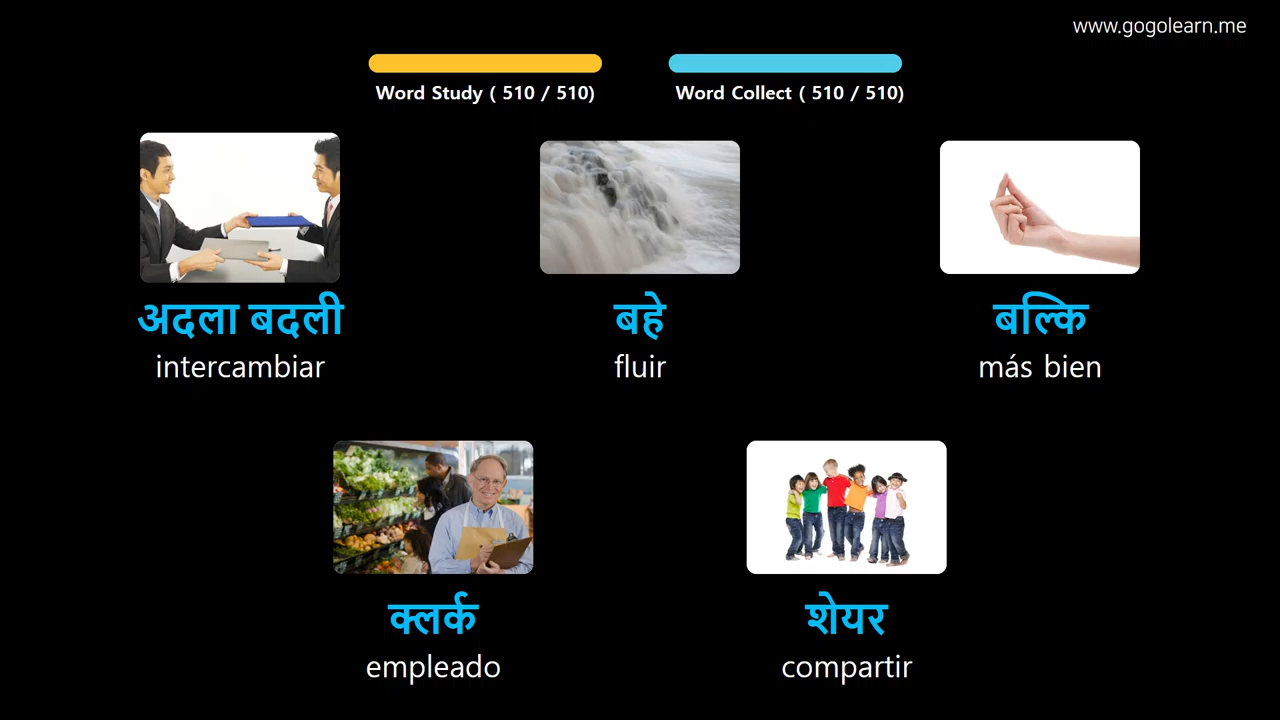 www.gogolearn.me
Word Study ( 510 / 510)
Word Collect ( 510 / 510)
अदला बदली
intercambiar
बहे
fluir
बल्कि
más bien
क्लर्क
empleado
शेयर
compartir